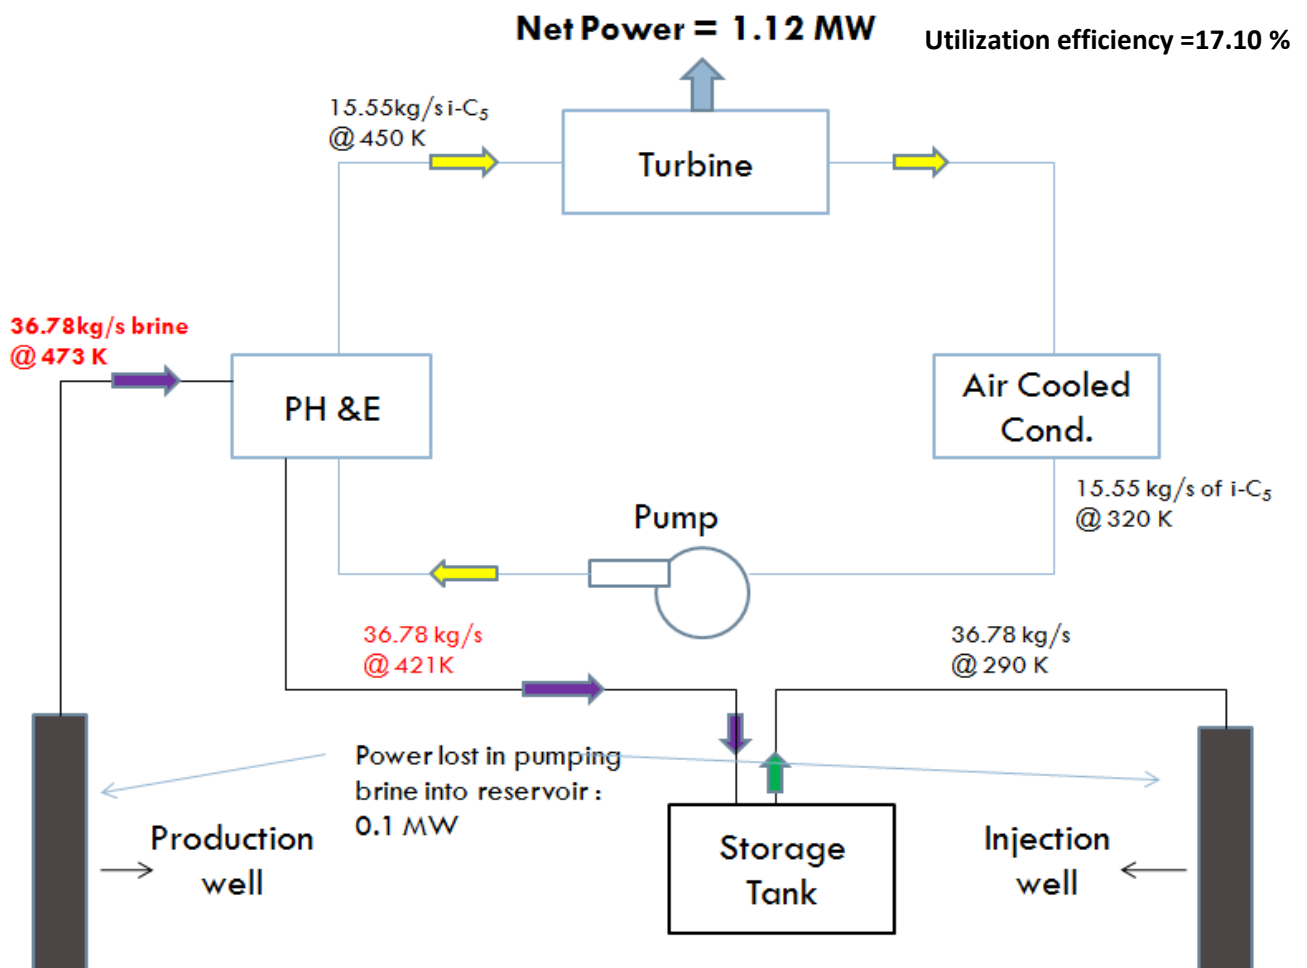 Net Power = 1.12 MW
Utilization efficiency =17.10 %
15.55kg/s i-C₅
@ 450 K
Turbine
36.78kg/s brine
@ 473 K
PH &E
Air Cooled
Cond.
15.55 kg/s of i-C₅
@ 320 K
Pump
36.78 kg/s
@ 421K
36.78 kg/s
@ 290 K
Power lost in pumping
brine into reservoir :
0.1 MW
Production
well
Storage
Tank
Injection
well